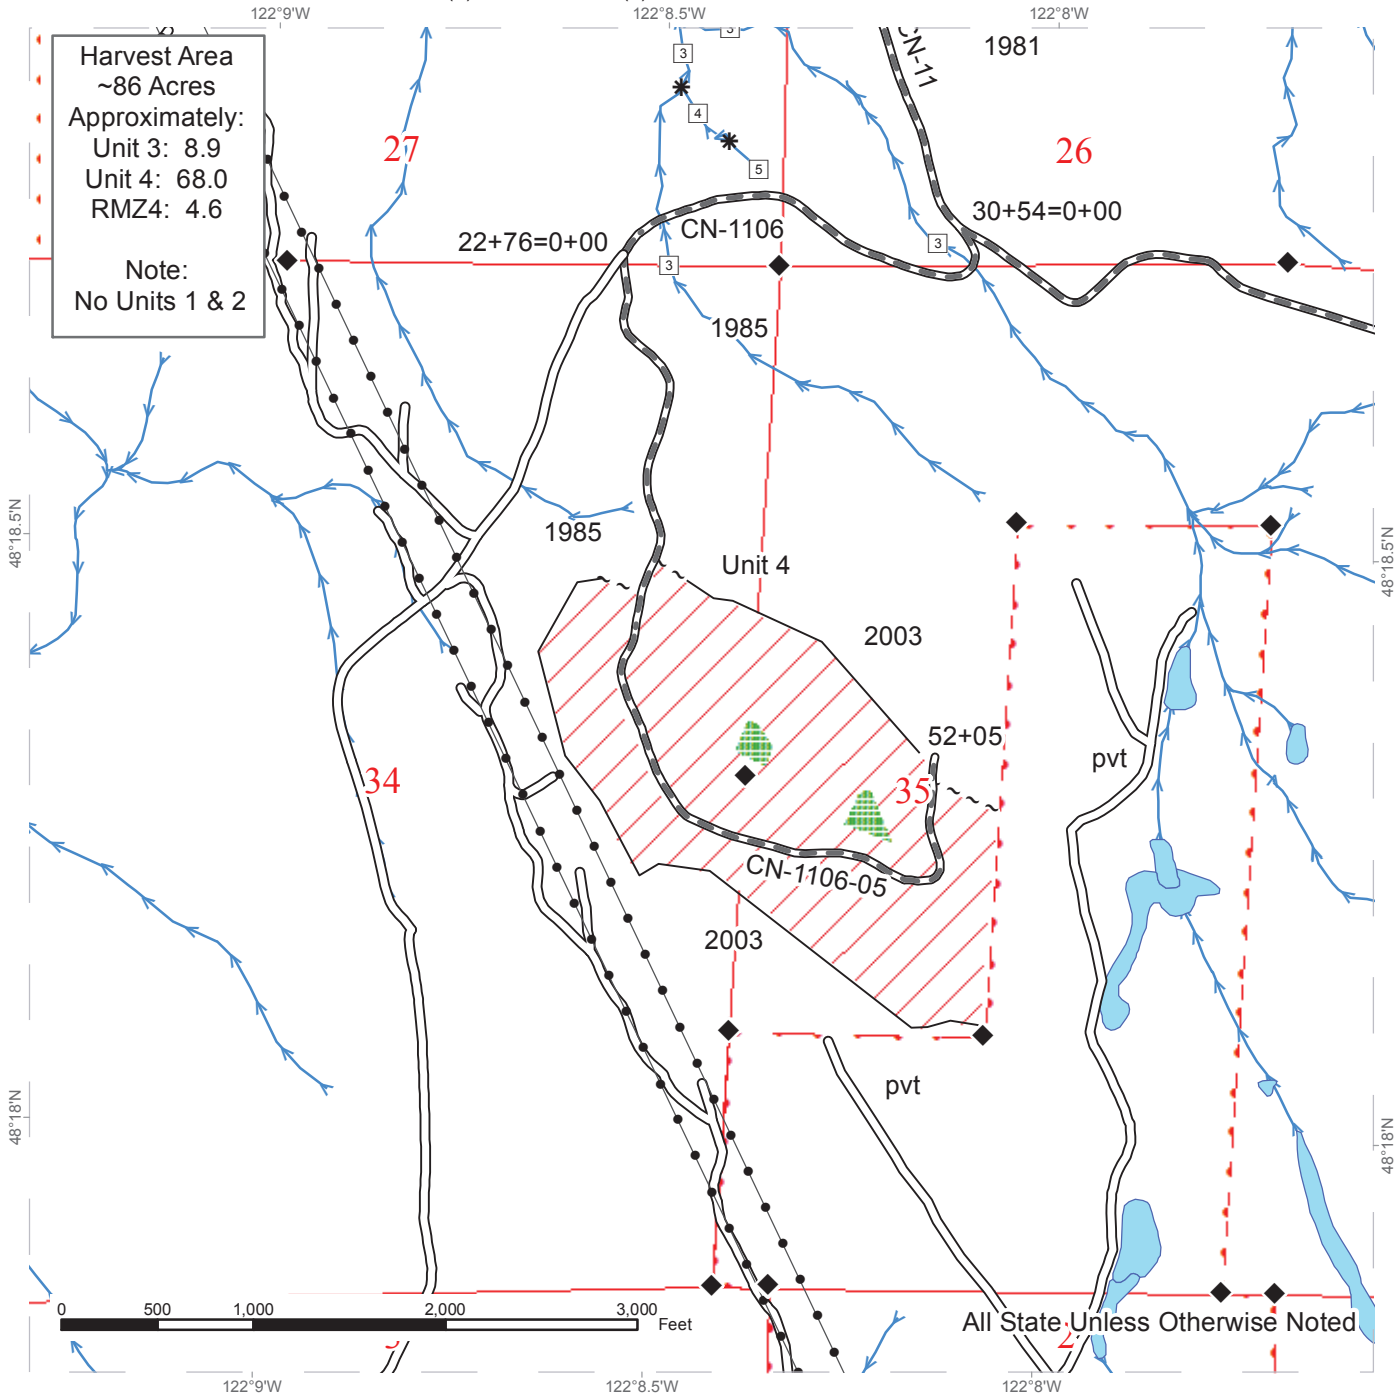 122°9'W
122°8.5'W
122°8'W
Harvest Area
~86 Acres
Approximately:
Unit 3: 8.9
Unit 4: 68.0
RMZ4: 4.6
Note:
No Units 1 & 2
3
3
4
5
1981
27
26
CN-11
30+54=0+00
CN-1106
22+76=0+00
3
3
1985
48°18.5'N
48°18.5'N
1985
Unit 4
2003
52+05
pvt
34
35
CN-1106-05
2003
pvt
48°18'N
48°18'N
0
500
1,000
2,000
3,000
Feet
All State Unless Otherwise Noted
2
122°9'W
122°8.5'W
122°8'W